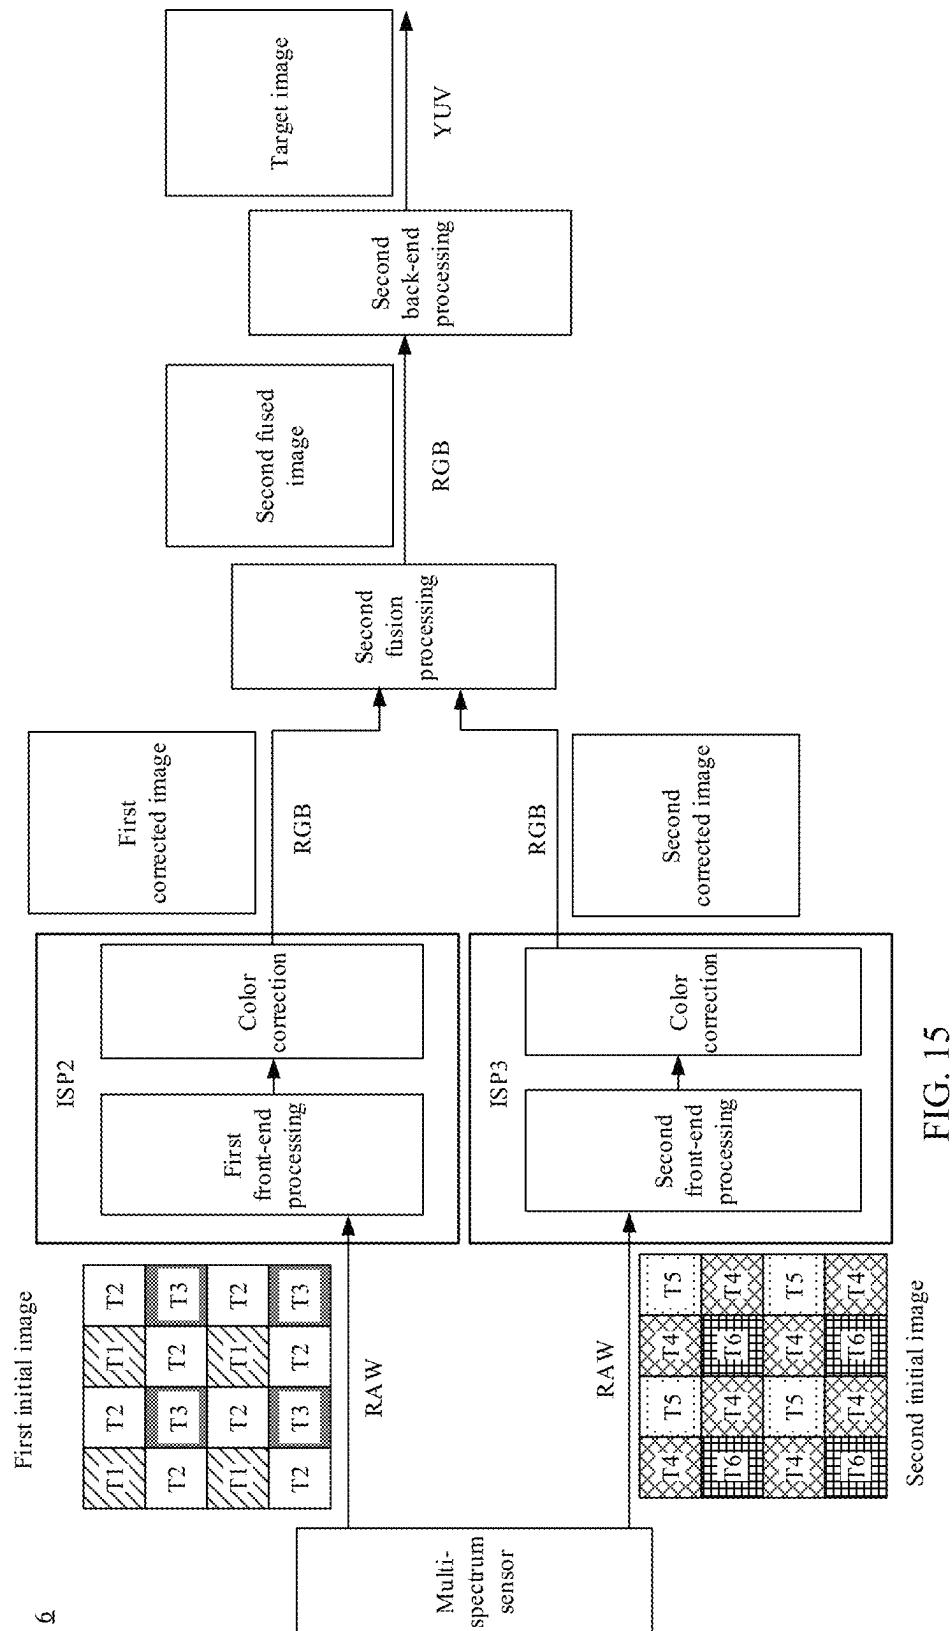 6
First initial image
T1 T2 T1 T2
T2 T3 T2 T3
T1 T2 T1 T2
T2 T3 T2 T3
Multi-
spectrum
sensor
RAW
RAW
T4 T5 T4 T5
T6 T4 T6 T4
T4 T5 T4 T5
T6 T4 T6 T4
Second initial image
ISP2
First
front-end
processing
Color
correction
ISP3
Second
front-end
processing
Color
correction
First
corrected image
RGB
RGB
Second
corrected image
Second
fusion
processing
Second fused
image
RGB
Second
back-end
processing
Target image
YUV
FIG. 15